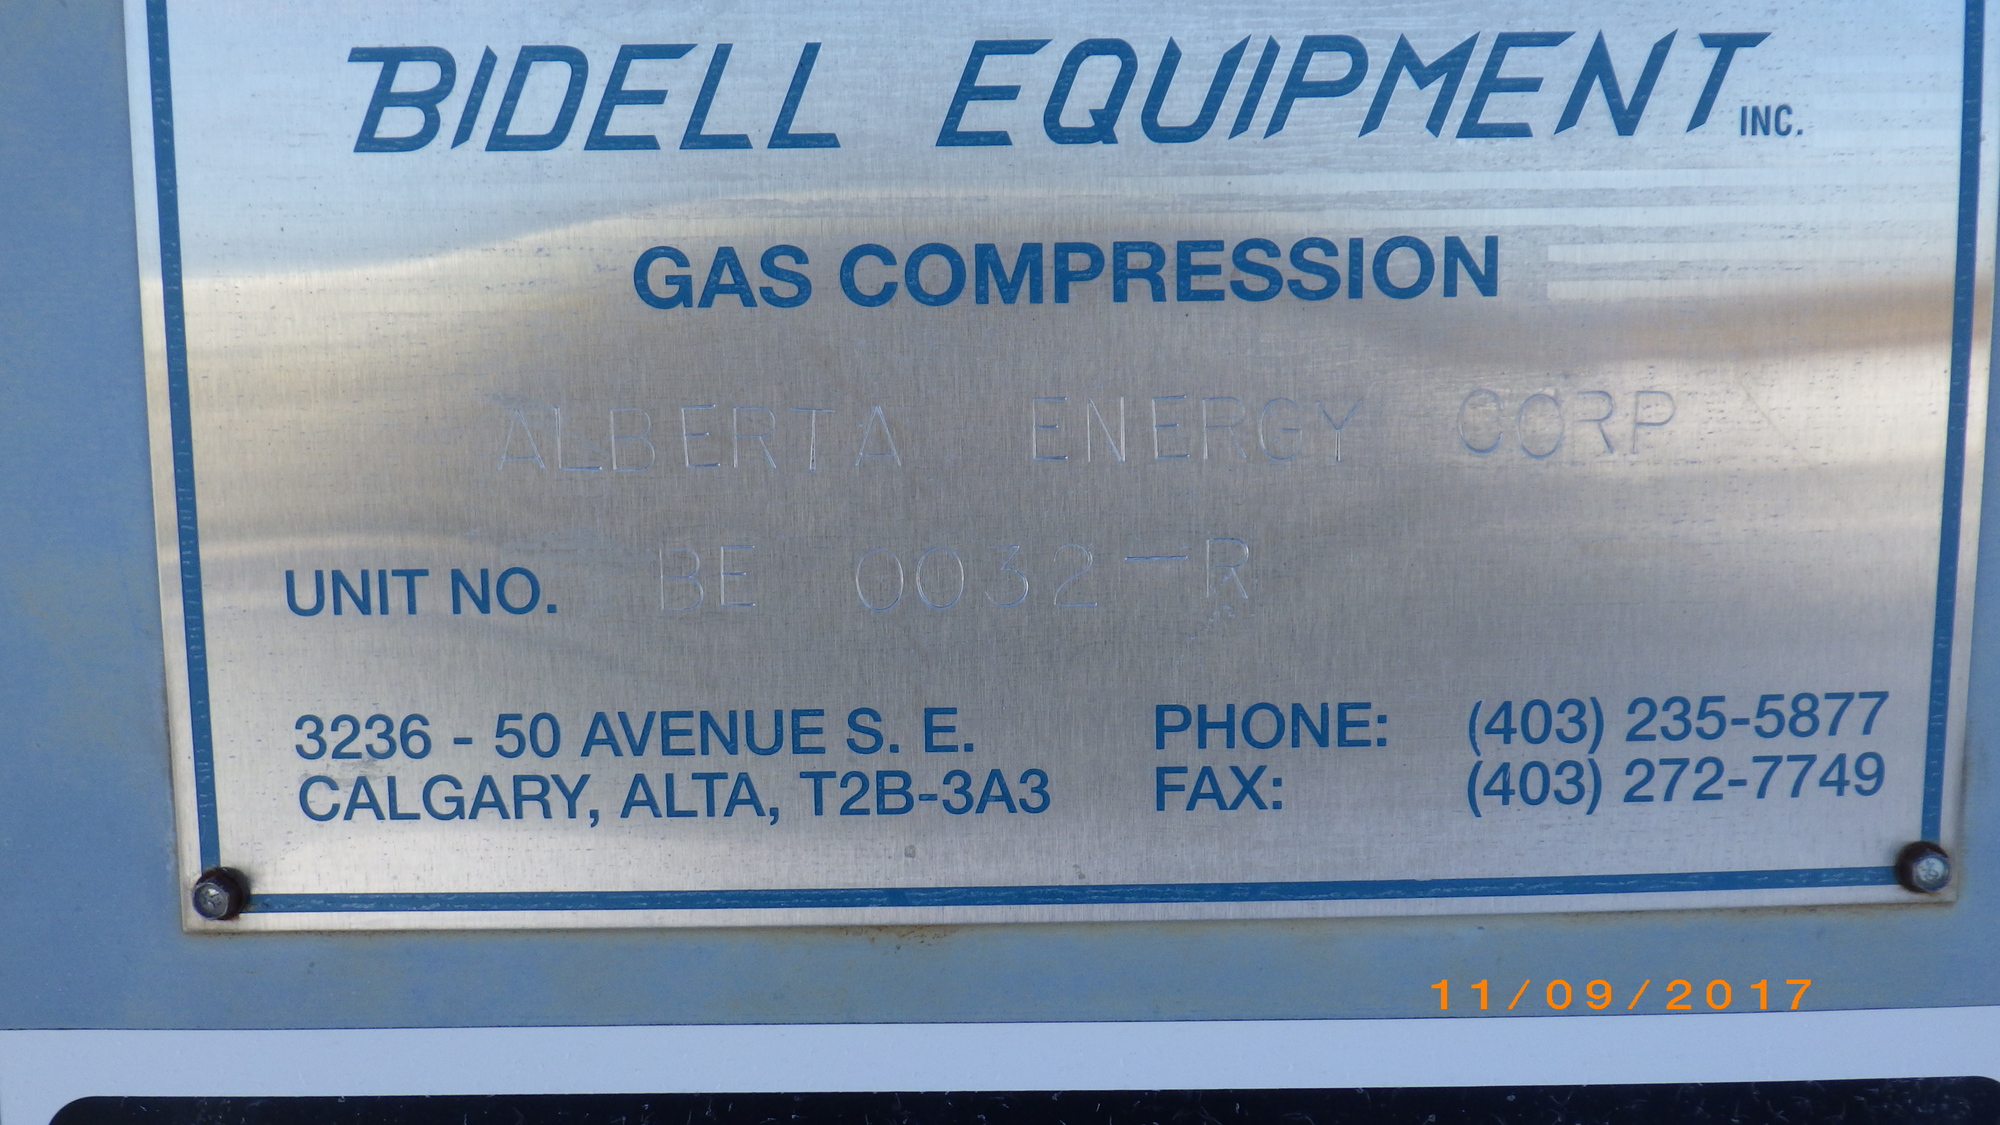 BIDELL EQUIPMENT INC.
GAS COMPRESSION
ALBERTA ENERGY CORP
UNIT NO. BE 0032-R
3236 - 50 AVENUE S. E. PHONE: (403) 235-5877
CALGARY, ALTA, T2B-3A3 FAX: (403) 272-7749
11/09/2017